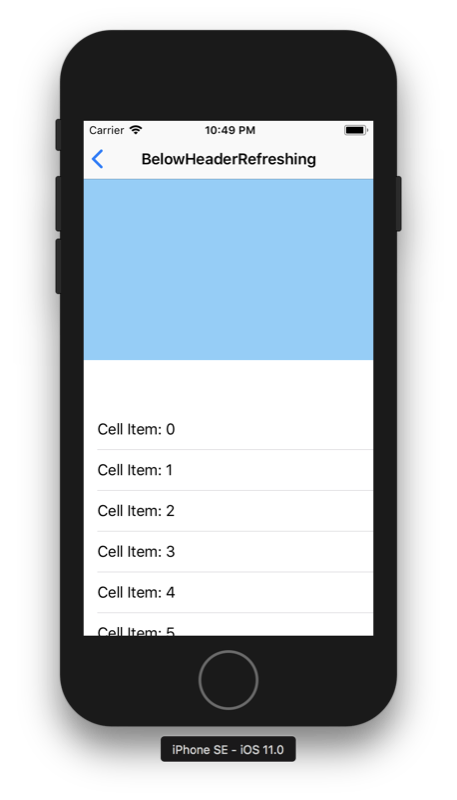 Carrier 10:49 PM
BelowHeaderRefreshing
Cell Item: 0
Cell Item: 1
Cell Item: 2
Cell Item: 3
Cell Item: 4
Cell Item: 5
iPhone SE - iOS 11.0